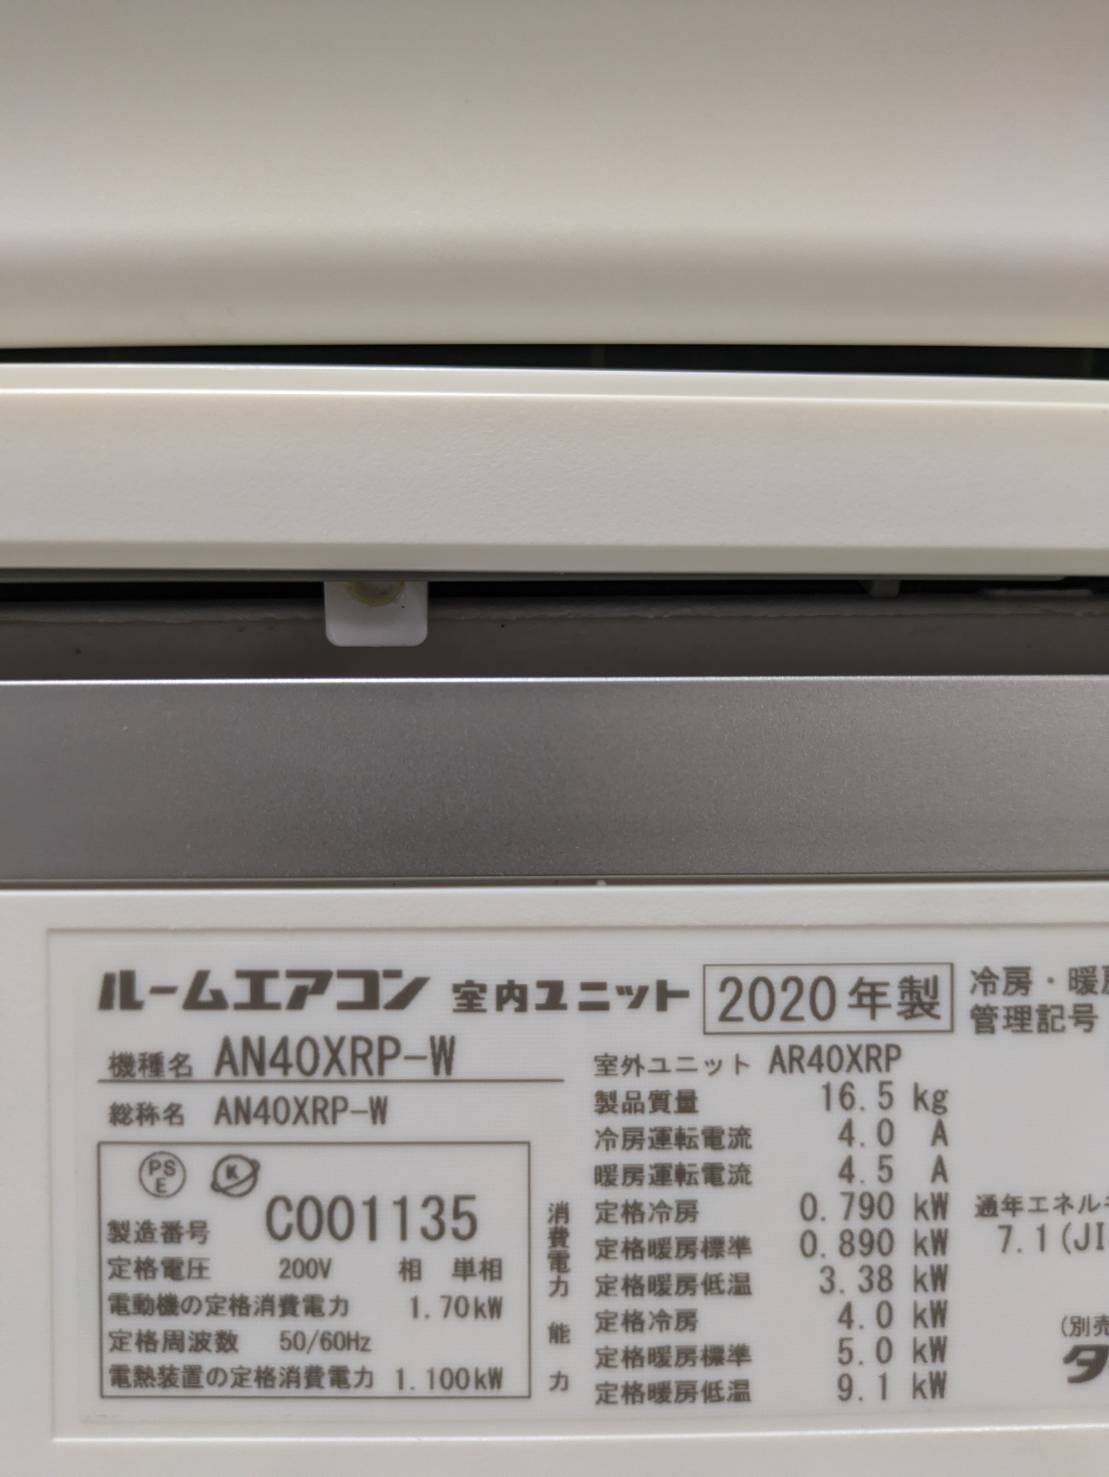 ルームエアコン 室内ユニット 2020年製
機種名 AN40XRP-W
総称名 AN40XRP-W
PS
E
K
製造番号 C001135
定格電圧 200V 相 単相
電動機の定格消費電力 1.70kW
定格周波数 50/60Hz
電熱装置の定格消費電力 1.100kW
室外ユニット AR40XRP
製品質量 16.5 kg
冷房運転電流 4.0 A
暖房運転電流 4.5 A
消費電力
定格冷房 0.790 kW
定格暖房標準 0.890 kW
定格暖房低温 3.38 kW
能力
定格冷房 4.0 kW
定格暖房標準 5.0 kW
定格暖房低温 9.1 kW
冷房・暖房
管理記号
通年エネル
7.1(JI
(別売
ダ